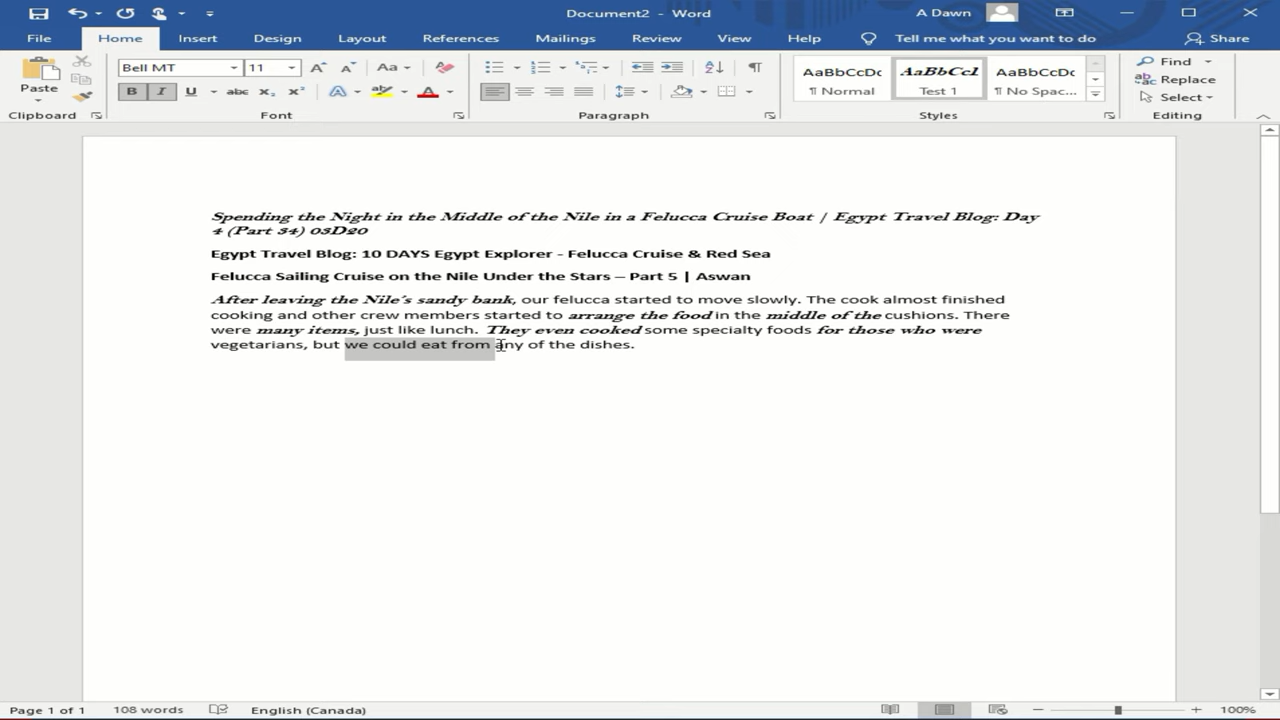 Document2 - Word
A Dawn
File Home Insert Design Layout References Mailings Review View Help Tell me what you want to do Share
Paste
Bell MT 11
AaBbCcDc AaBbCcI AaBbCcDc
¶ Normal Test 1 ¶ No Spac...
Find
Replace
Select
Clipboard Font Paragraph Styles Editing
Spending the Night in the Middle of the Nile in a Felucca Cruise Boat / Egypt Travel Blog: Day
4 (Part 34) 03D20
Egypt Travel Blog: 10 DAYS Egypt Explorer - Felucca Cruise & Red Sea
Felucca Sailing Cruise on the Nile Under the Stars – Part 5 | Aswan
After leaving the Nile's sandy bank, our felucca started to move slowly. The cook almost finished
cooking and other crew members started to arrange the food in the middle of the cushions. There
were many items, just like lunch. They even cooked some specialty foods for those who were
vegetarians, but we could eat from any of the dishes.
Page 1 of 1 108 words English (Canada) 100%